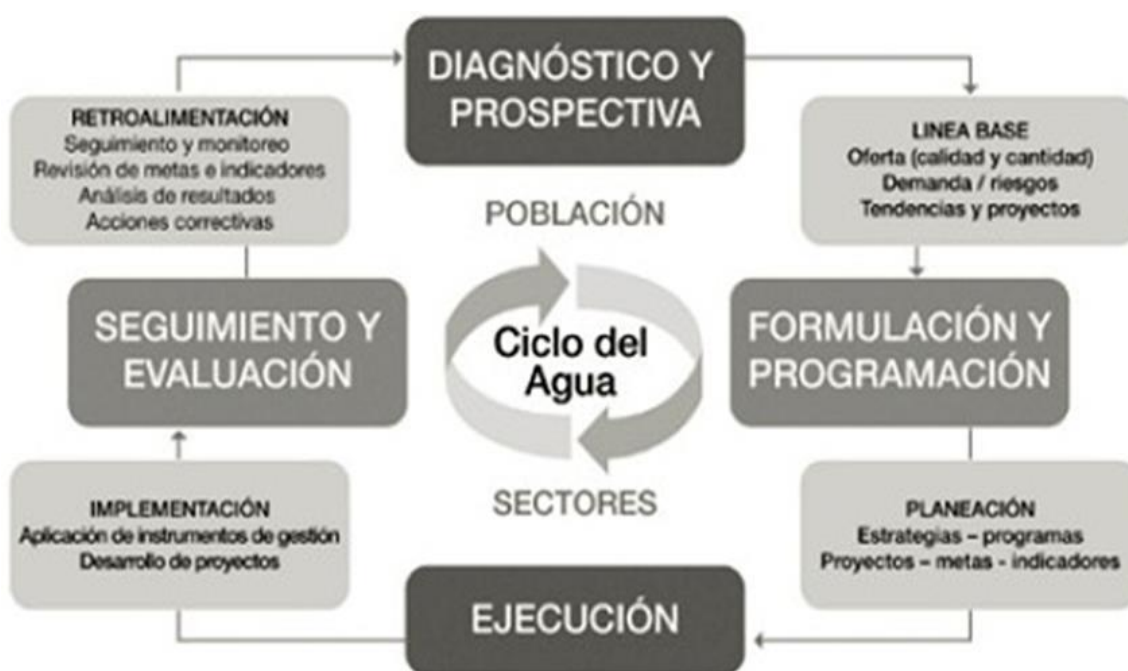 DIAGNÓSTICO Y
PROSPECTIVA
RETROALIMENTACIÓN
Seguimiento y monitoreo
Revisión de metas e indicadores
Análisis de resultados
Acciones correctivas
LINEA BASE
Oferta (calidad y cantidad)
Demanda / riesgos
Tendencias y proyectos
POBLACIÓN
SEGUIMIENTO Y
EVALUACIÓN
Ciclo del
Agua
FORMULACIÓN Y
PROGRAMACIÓN
SECTORES
IMPLEMENTACIÓN
Aplicación de instrumentos de gestión
Desarrollo de proyectos
PLANEACIÓN
Estrategias – programas
Proyectos – metas - indicadores
EJECUCIÓN